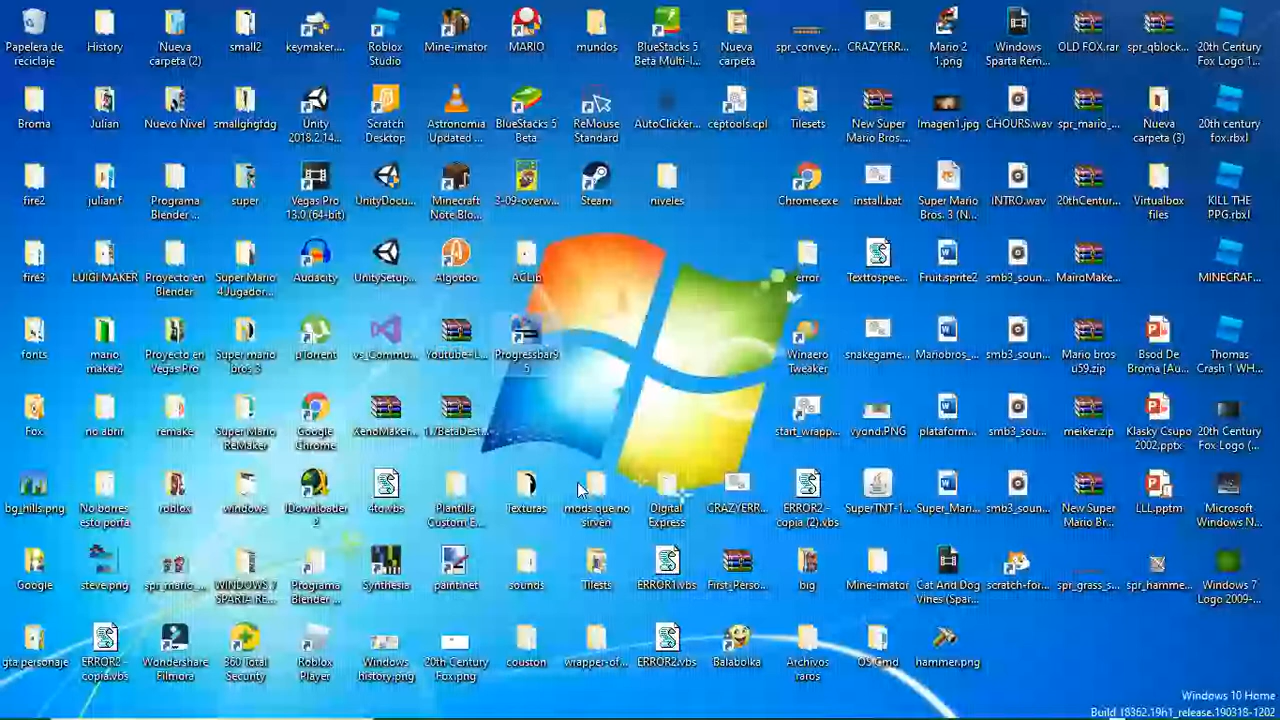 Papelera de reciclaje
History
Nueva carpeta (2)
small2
keymaker....
Roblox Studio
Mine-imator
MARIO
mundos
BlueStacks 5 Beta Multi-I...
Nueva carpeta
spr_convey...
CRAZYERR...
Mario 2 1.png
Windows Sparta Rem...
OLD FOX.rar
spr_qblock...
20th Century Fox Logo 1...
Broma
Julian
Nuevo Nivel
smallghgfdg
Unity 2018.2.14...
Scratch Desktop
Astronomia Updated ...
BlueStacks 5 Beta
ReMouse Standard
AutoClicker...
ceptools.cpl
Tilesets
New Super Mario Bros....
Imagen1.jpg
CHOURS.wav
spr_mario_...
Nueva carpeta (3)
20th century fox.rbxl
fire2
julian f
Programa Blender ...
super
Vegas Pro 13.0 (64-bit)
UnityDocu...
Minecraft Note Blo...
3-09-overw...
Steam
niveles
Chrome.exe
install.bat
Super Mario Bros. 3 (N...
INTRO.wav
20thCentur...
Virtualbox files
KILL THE PPG.rbxl
fire3
LUIGI MAKER
Proyecto en Blender
Super Mario 4Jugador...
Audacity
UnitySetup...
Algodoo
ACLib
error
Texttospee...
Fruit.sprite2
smb3_soun...
MairoMake...
MINECRAF...
fonts
mario maker2
Proyecto en Vegas Pro
Super mario bros 3
µTorrent
vs_Commu...
Youtube+L...
Progressbar9 5
Winaero Tweaker
snakegame...
Mariobros_...
smb3_soun...
Mario bros u59.zip
Bsod De Broma [Au...
Thomas Crash 1 WH...
Fox
no abrir
remake
Super Mario ReMaker
Google Chrome
XenoMaker...
1.7BetaDest...
start_wrapp...
vyond.PNG
plataform...
smb3_soun...
meiker.zip
Klasky Csupo 2002.pptx
20th Century Fox Logo (...
bg_hills.png
No borres esto potfa
roblox
windows
IDownloader 2
4to.vbs
Plantilla Custom E...
Texturas
mods que no sirven
Digital Express
CRAZYERR...
ERROR2 - copia (2).vbs
SuperTNT-1...
Super_Mari...
smb3_soun...
New Super Mario Br...
LLL.pptm
Microsoft Windows N...
Google
steve.png
spr_mario_...
WINDOWS 7 SPARTA RE...
Programa Blender ...
Synthesia
paint.net
sounds
Tilests
ERROR1.vbs
First_Perso...
big
Mine-imator
Cat And Dog Vines (Spar...
scratch-for...
spr_grass_s...
spr_hamme...
Windows 7 Logo 2009-...
gta personaje
ERROR2 - copia.vbs
Wondershare Filmora
360 Total Security
Roblox Player
Windows history.png
20th Century Fox.png
couston
wrapper-of...
ERROR2.vbs
Balabolka
Archivos raros
OS Cmd
hammer.png
Windows 10 Home
Build 18362.19h1_release.190318-1202